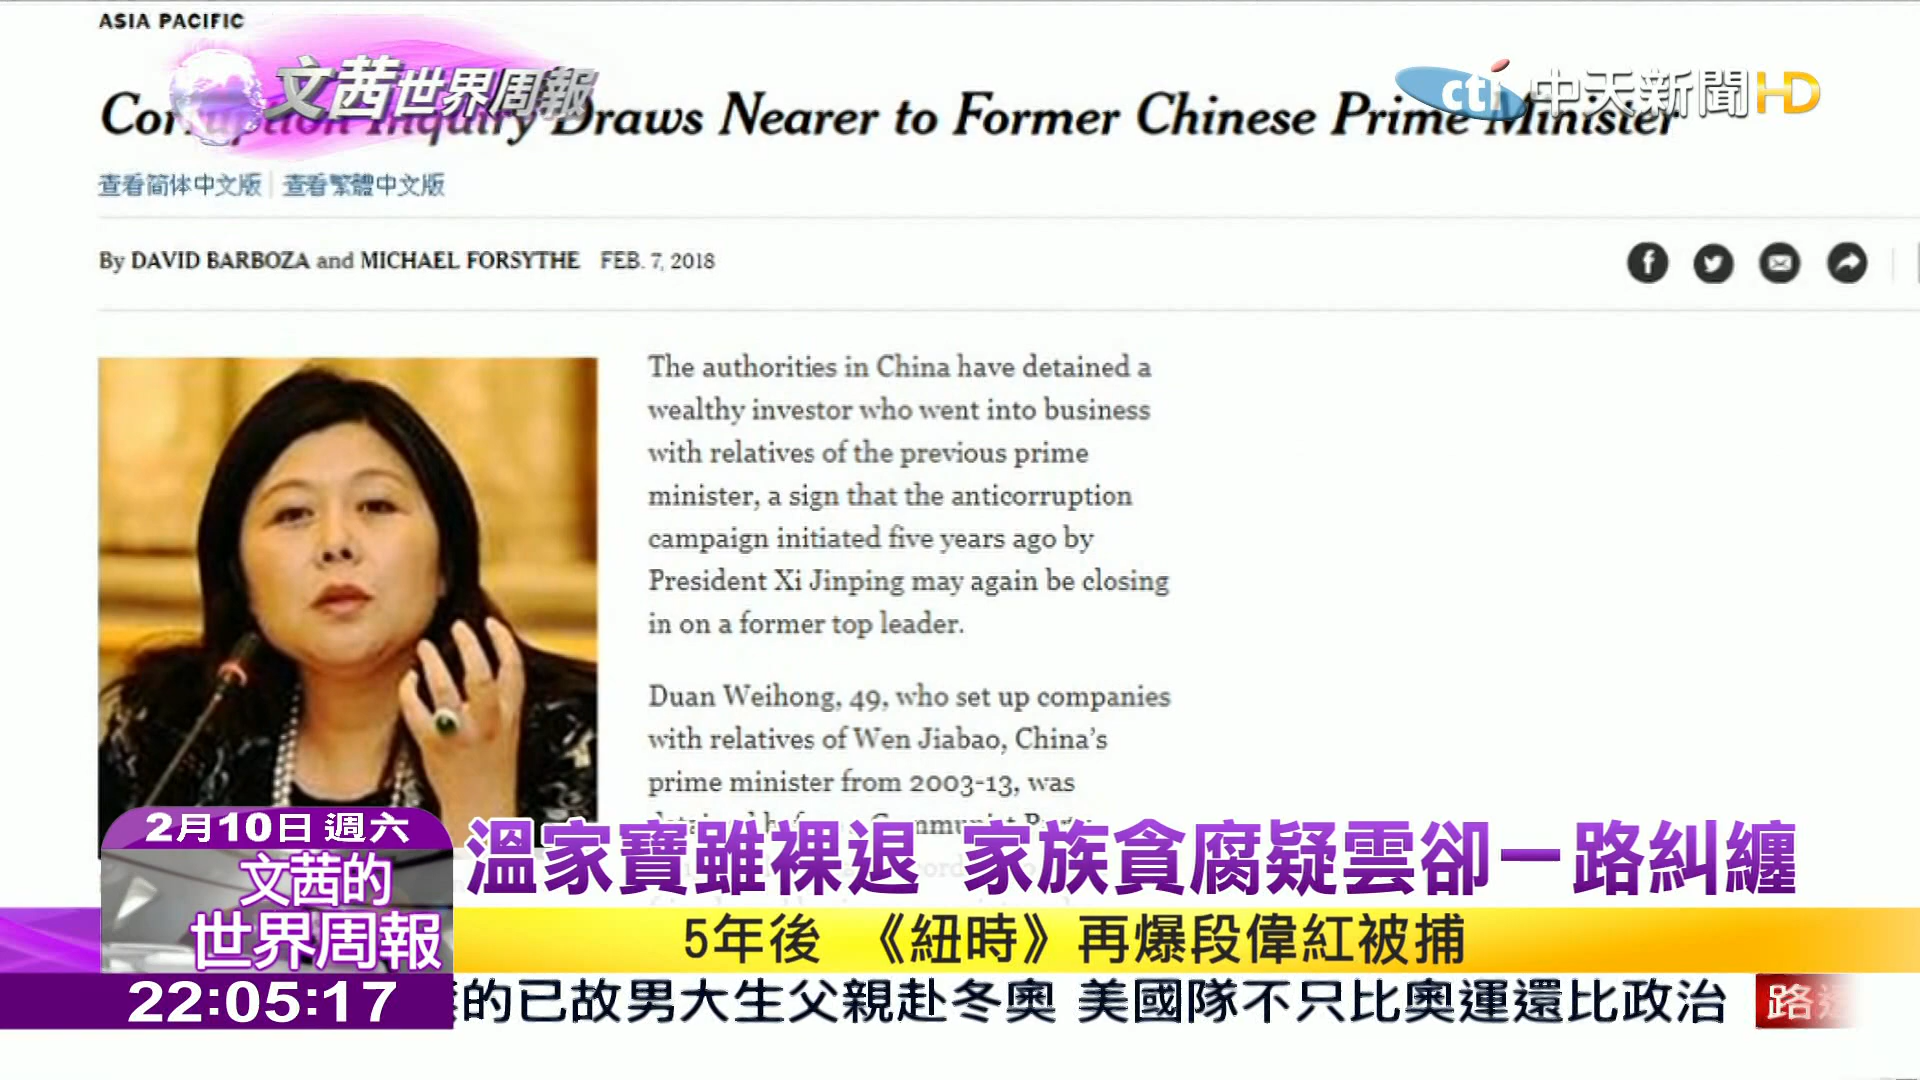 ASIA PACIFIC
文茜世界周報
cti 中天新聞HD
Corruption Inquiry Draws Nearer to Former Chinese Prime Minister
查看简体中文版 | 查看繁體中文版
By DAVID BARBOZA and MICHAEL FORSYTHE FEB. 7, 2018
The authorities in China have detained a
wealthy investor who went into business
with relatives of the previous prime
minister, a sign that the anticorruption
campaign initiated five years ago by
President Xi Jinping may again be closing
in on a former top leader.
Duan Weihong, 49, who set up companies
with relatives of Wen Jiabao, China's
prime minister from 2003-13, was
2月10日 週六
文茜的
世界周報
溫家寶雖裸退 家族貪腐疑雲卻一路糾纏
5年後 《紐時》再爆段偉紅被捕
22:05:17
的已故男大生父親赴冬奧 美國隊不只比奧運還比政治
路